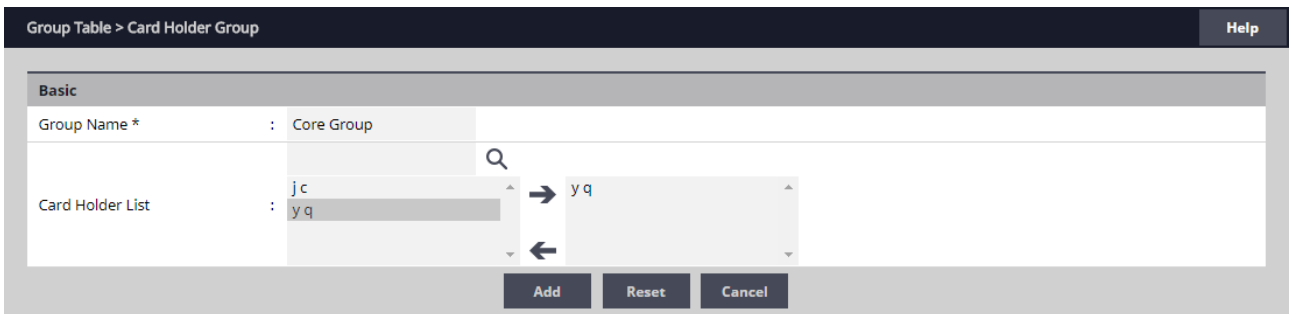 Group Table > Card Holder Group
Help
Basic
Group Name * : Core Group
Card Holder List :
j c
y q
y q
Add Reset Cancel